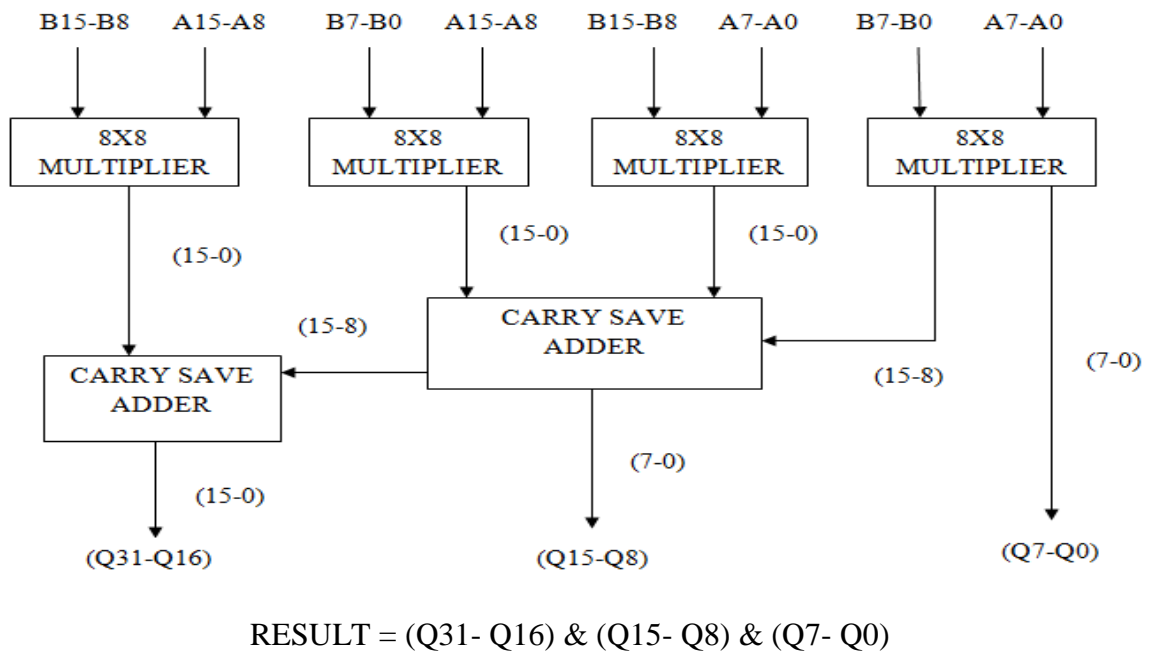 B15-B8 A15-A8 B7-B0 A15-A8 B15-B8 A7-A0 B7-B0 A7-A0
8X8
MULTIPLIER
8X8
MULTIPLIER
8X8
MULTIPLIER
8X8
MULTIPLIER
(15-0)
(15-0)
(15-0)
CARRY SAVE
ADDER
(15-8)
(15-8)
(7-0)
CARRY SAVE
ADDER
(7-0)
(15-0)
(Q31-Q16)
(Q15-Q8)
(Q7-Q0)
RESULT = (Q31- Q16) & (Q15- Q8) & (Q7- Q0)